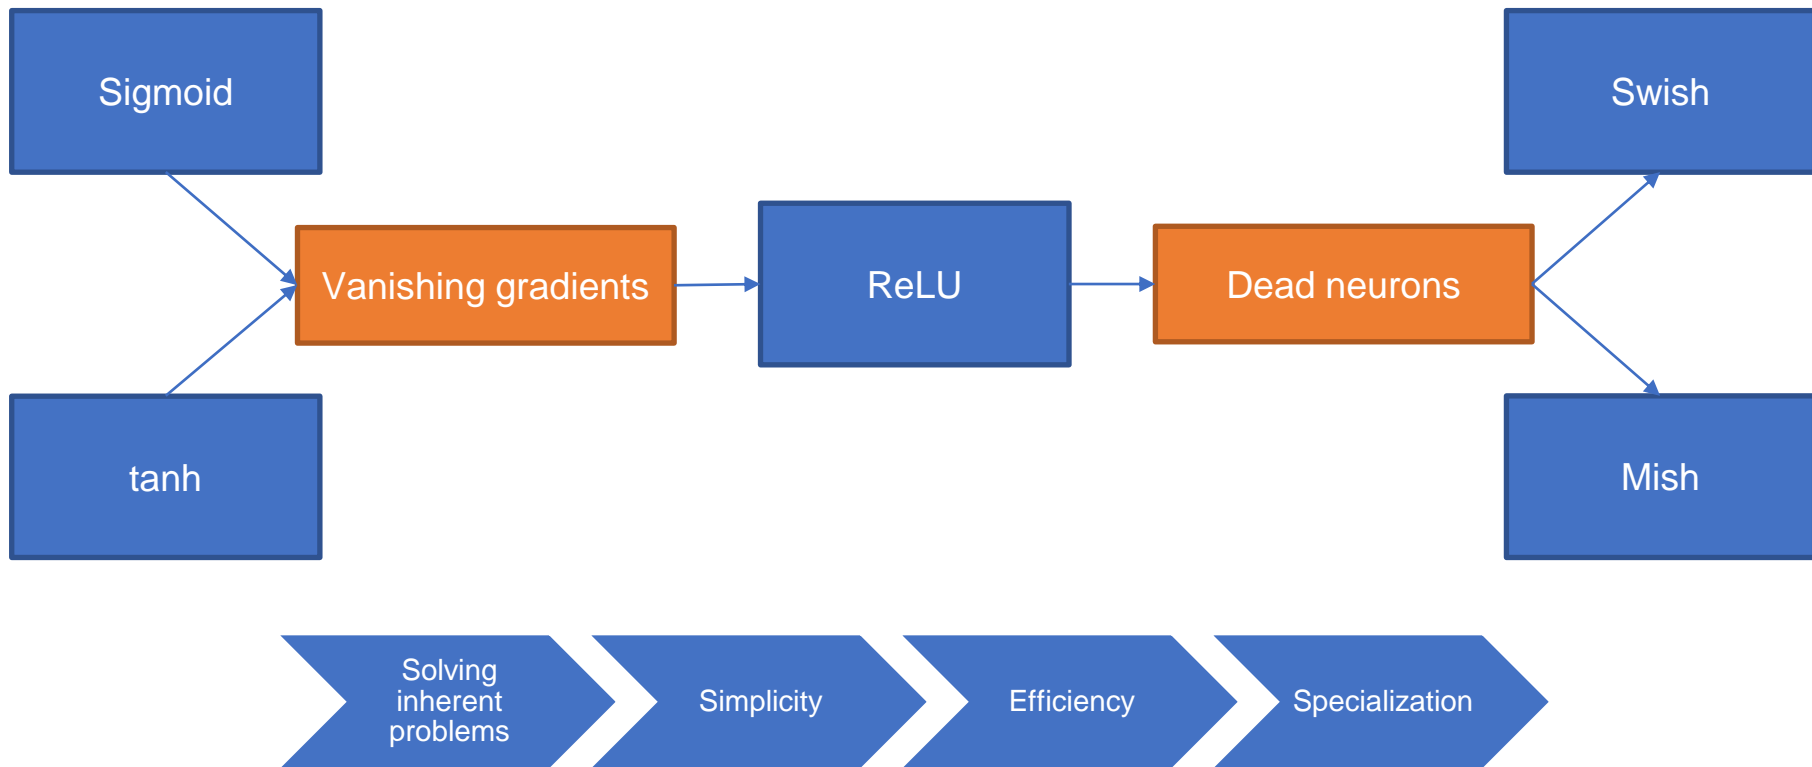 Sigmoid
Swish
Vanishing gradients
ReLU
Dead neurons
tanh
Mish
Solving
inherent
problems
Simplicity
Efficiency
Specialization